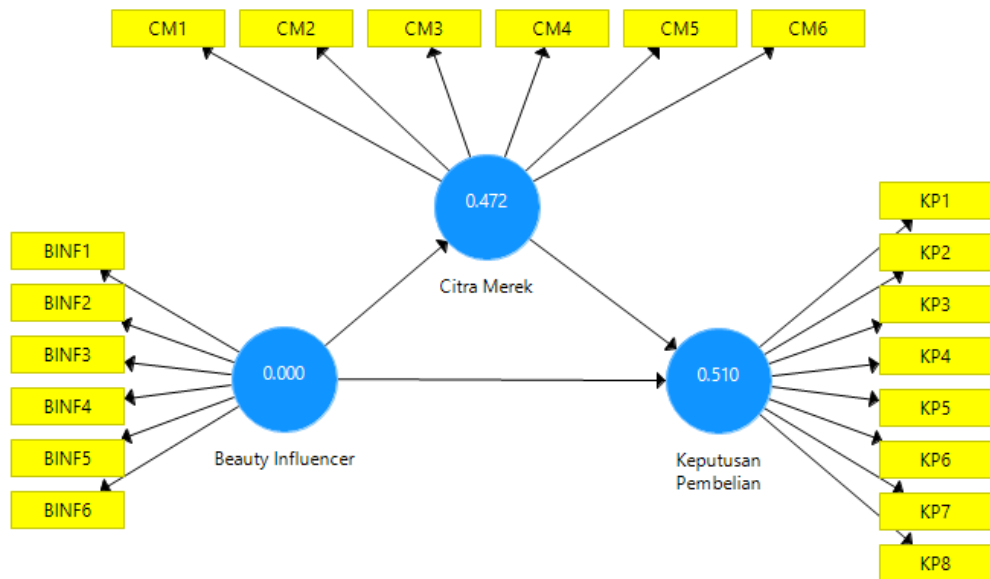 CM1 CM2 CM3 CM4 CM5 CM6
0.472
Citra Merek
BINF1
BINF2
BINF3
BINF4
BINF5
BINF6
0.000
Beauty Influencer
0.510
Keputusan
Pembelian
KP1
KP2
KP3
KP4
KP5
KP6
KP7
KP8